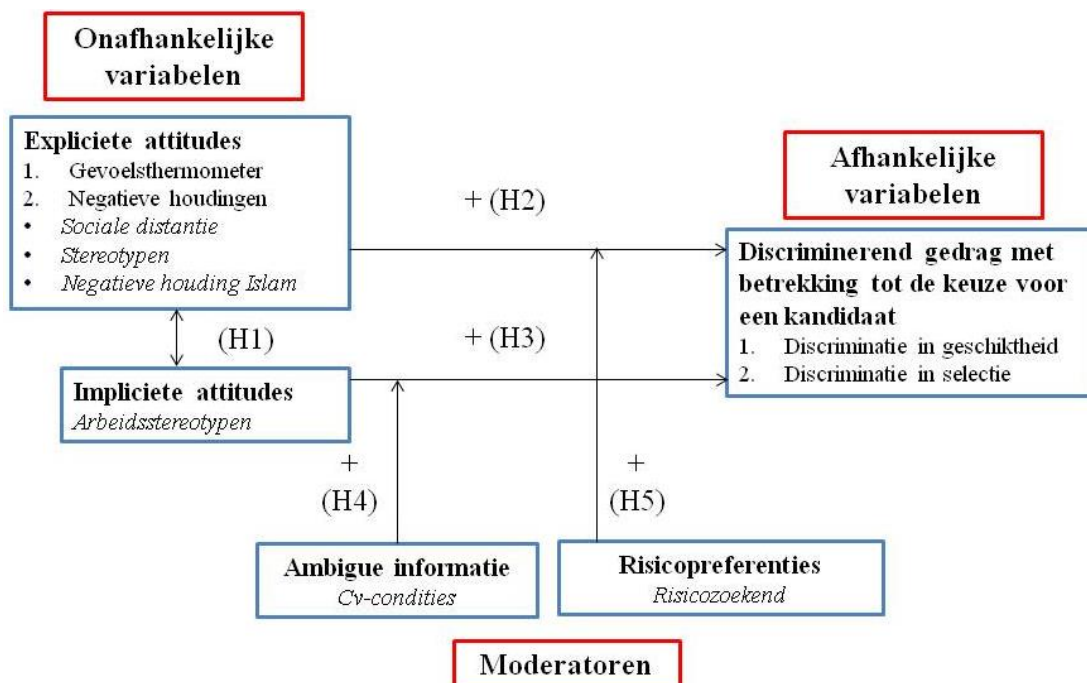 Onafhankelijke
variabelen
Expliciete attitudes
1. Gevoelsthermometer
2. Negatieve houdingen
• Sociale distantie
• Stereotypen
• Negatieve houding Islam
+ (H2)
Afhankelijke
variabelen
Discriminerend gedrag met
betrekking tot de keuze voor
een kandidaat
1. Discriminatie in geschiktheid
2. Discriminatie in selectie
(H1)
+ (H3)
Impliciete attitudes
Arbeidsstereotypen
+
(H4)
+
(H5)
Ambigue informatie
Cv-condities
Risicopreferenties
Risicozoekend
Moderatoren